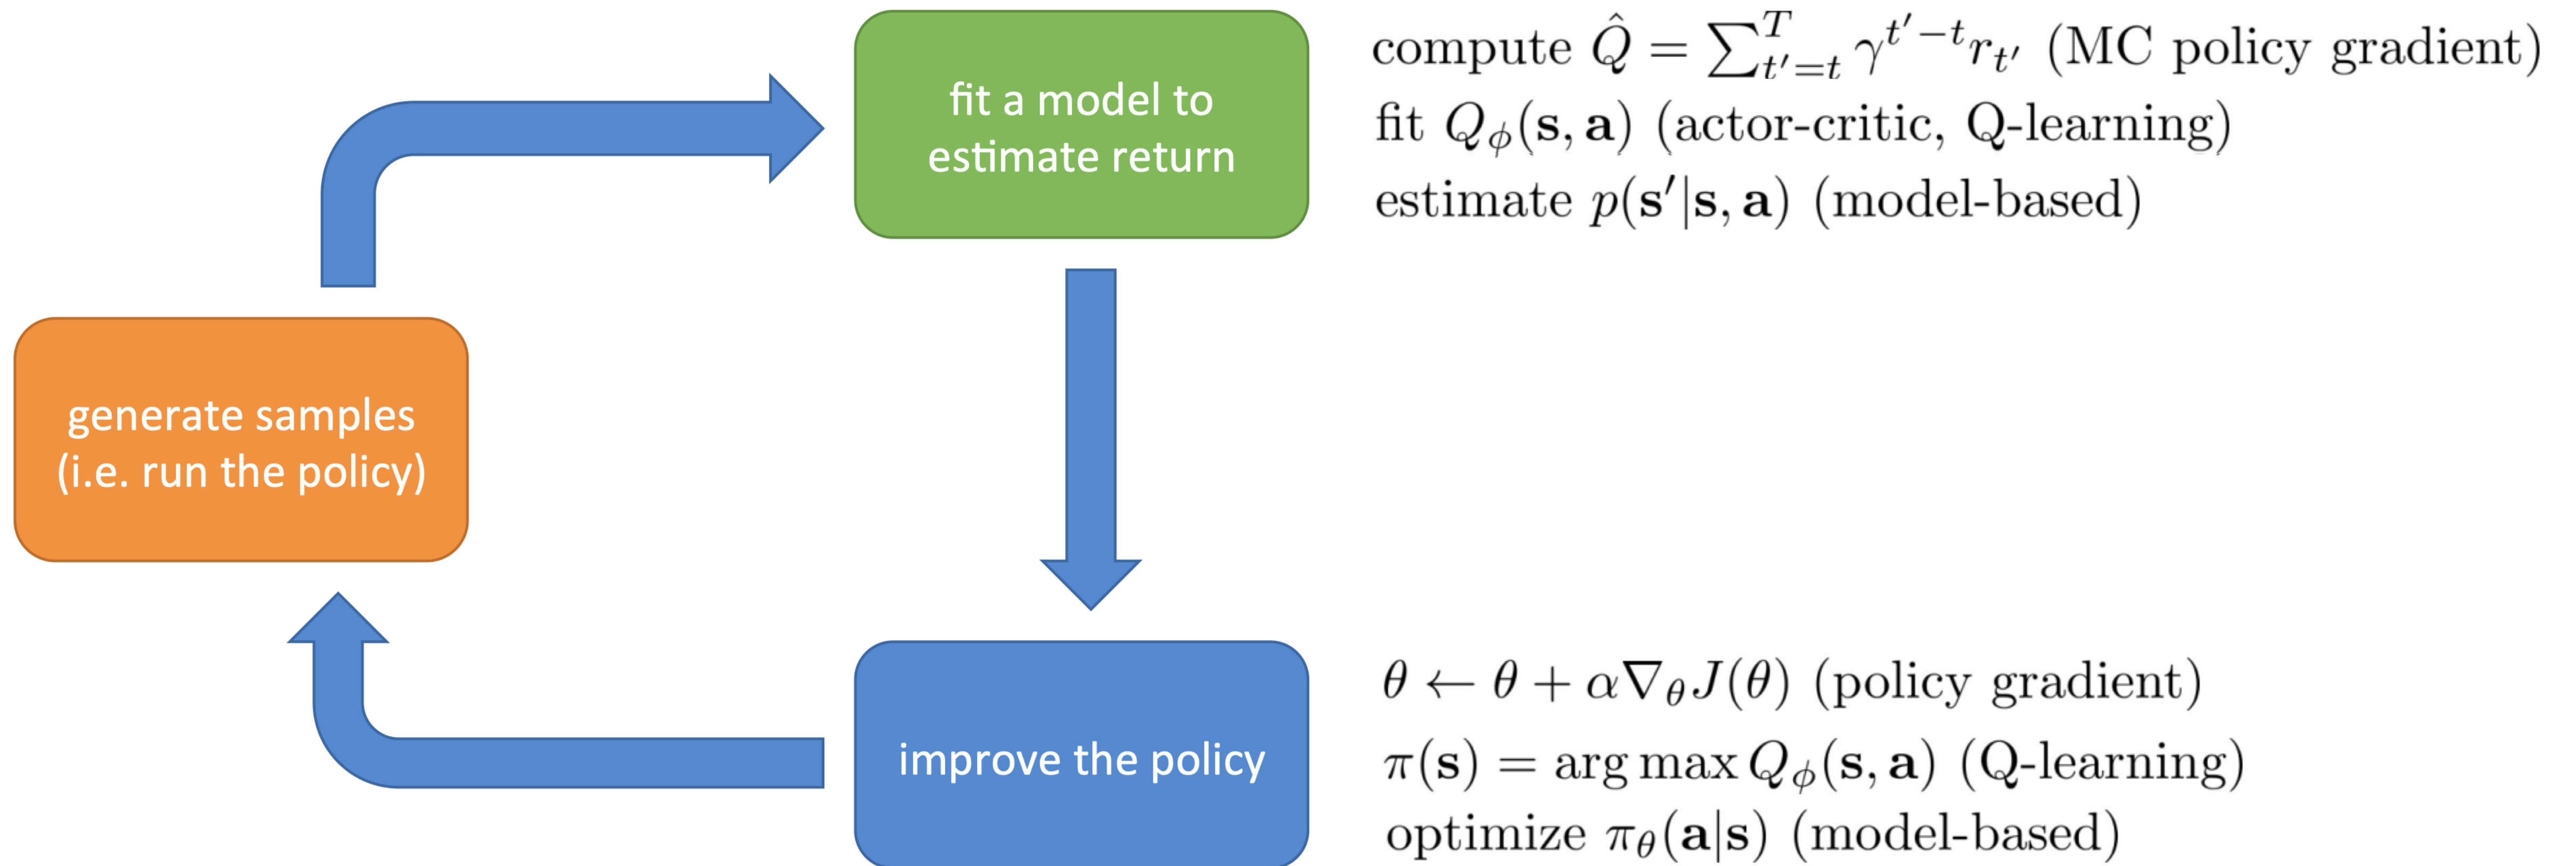 fit a model to
estimate return
compute Q̂ = ∑_{t'=t}^{T} γ^{t'-t} r_{t'} (MC policy gradient)
fit Q_ϕ(s, a) (actor-critic, Q-learning)
estimate p(s'|s, a) (model-based)
generate samples
(i.e. run the policy)
improve the policy
θ ← θ + α∇_θ J(θ) (policy gradient)
π(s) = arg max Q_ϕ(s, a) (Q-learning)
optimize π_θ(a|s) (model-based)